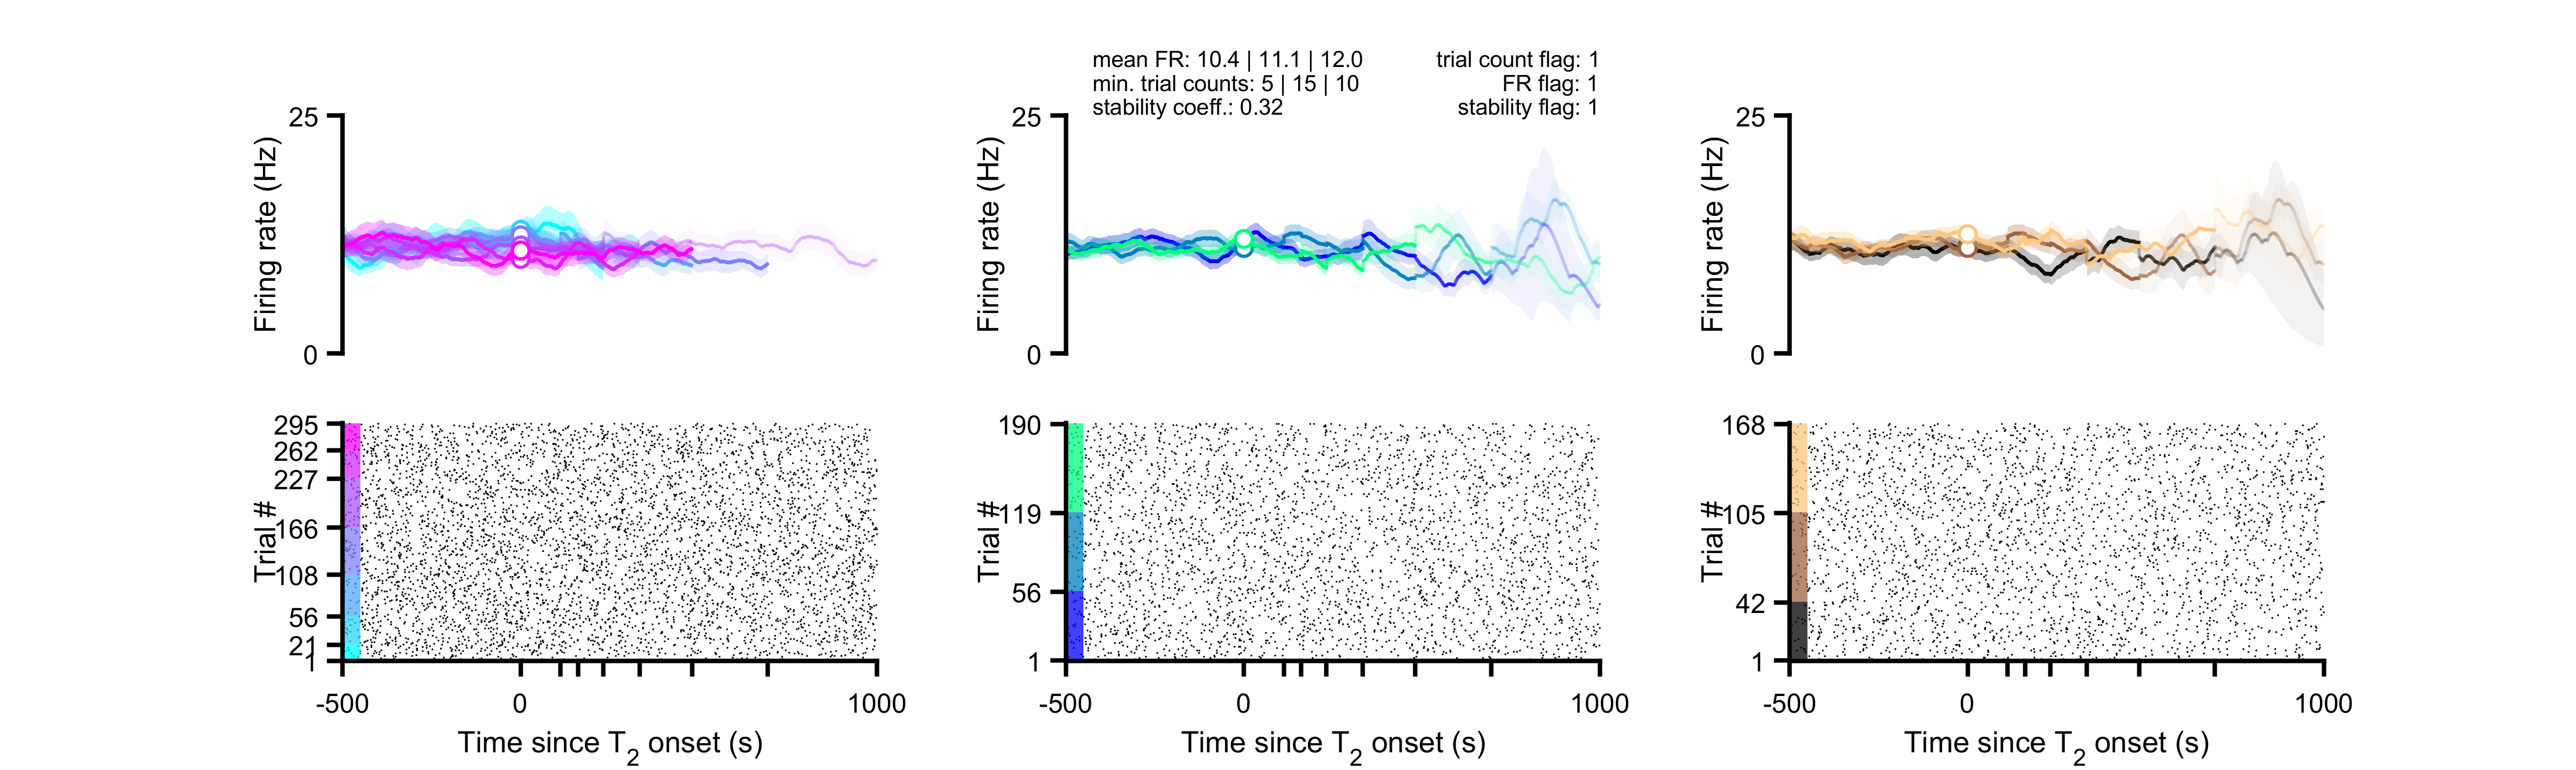 mean FR: 10.4 | 11.1 | 12.0
min. trial counts: 5 | 15 | 10
stability coeff.: 0.32
trial count flag: 1
FR flag: 1
stability flag: 1
25
Firing rate (Hz)
0
25
Firing rate (Hz)
0
25
Firing rate (Hz)
0
295
262
227
166
108
56
21
1
Trial #
-500
0
1000
Time since T2 onset (s)
190
119
56
1
Trial #
-500
0
1000
Time since T2 onset (s)
168
105
42
1
Trial #
-500
0
1000
Time since T2 onset (s)